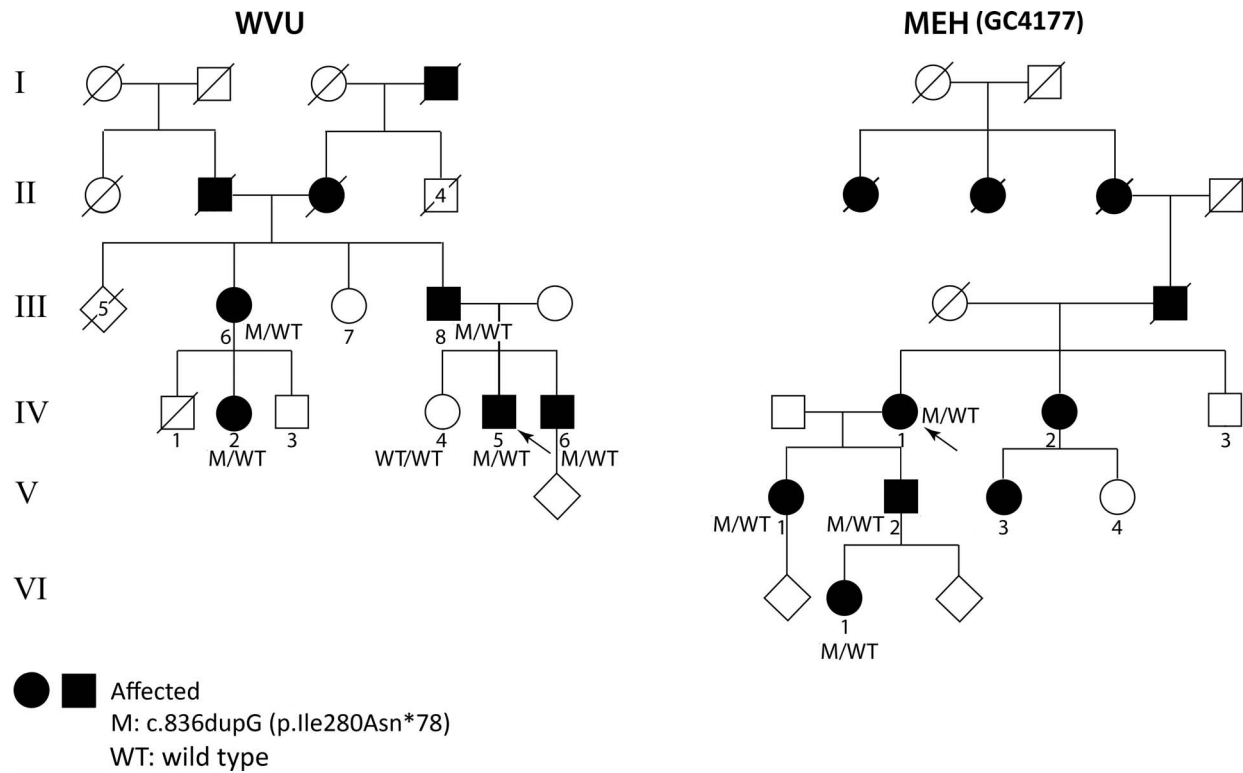 WVU
MEH (GC4177)
I
II
4
III
5
6
M/WT
7
8
M/WT
IV
1
2
M/WT
3
4
WT/WT
5
M/WT
6
M/WT
1
M/WT
2
3
V
M/WT
1
M/WT
2
3
4
VI
1
M/WT
Affected
M: c.836dupG (p.Ile280Asn*78)
WT: wild type